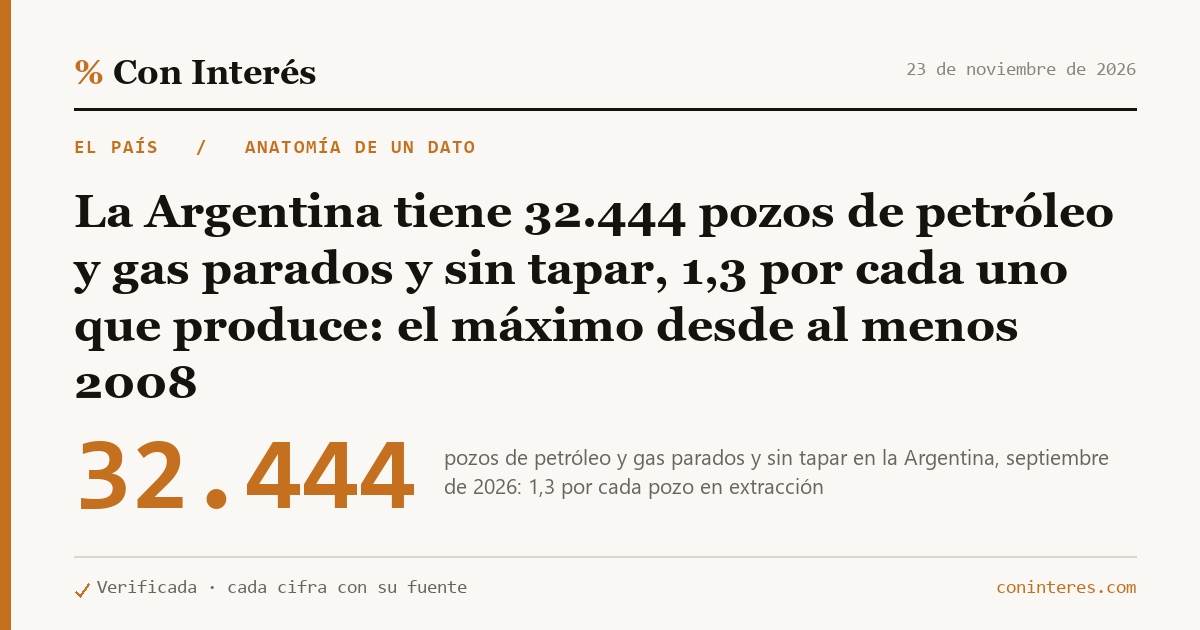 % Con Interés
23 de noviembre de 2026
EL PAÍS / ANATOMÍA DE UN DATO
La Argentina tiene 32.444 pozos de petróleo
y gas parados y sin tapar, 1,3 por cada uno
que produce: el máximo desde al menos
2008
32.444
pozos de petróleo y gas parados y sin tapar en la Argentina, septiembre
de 2026: 1,3 por cada pozo en extracción
✓ Verificada · cada cifra con su fuente
coninteres.com